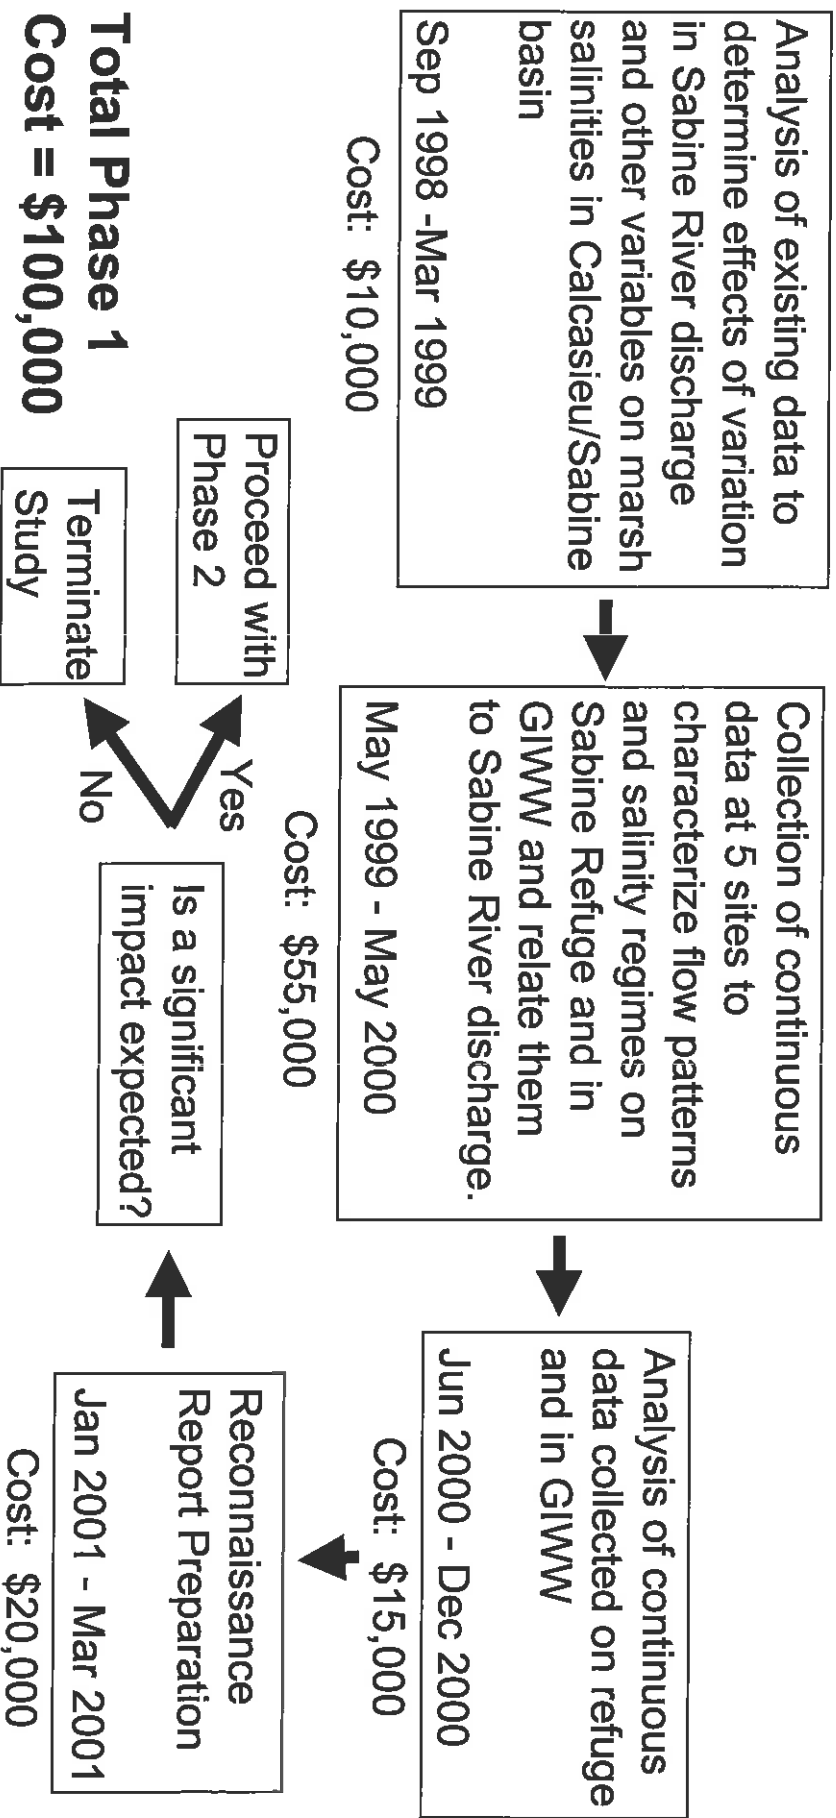 Analysis of existing data to
determine effects of variation
in Sabine River discharge
and other variables on marsh
salinities in Calcasieu/Sabine
basin
Sep 1998 -Mar 1999
Cost: $10,000
Collection of continuous
data at 5 sites to
characterize flow patterns
and salinity regimes on
Sabine Refuge and in
GIWW and relate them
to Sabine River discharge.
May 1999 - May 2000
Cost: $55,000
Analysis of continuous
data collected on refuge
and in GIWW
Jun 2000 - Dec 2000
Cost: $15,000
Reconnaissance
Report Preparation
Jan 2001 - Mar 2001
Cost: $20,000
Is a significant
impact expected?
Yes
No
Proceed with
Phase 2
Terminate
Study
Total Phase 1
Cost = $100,000